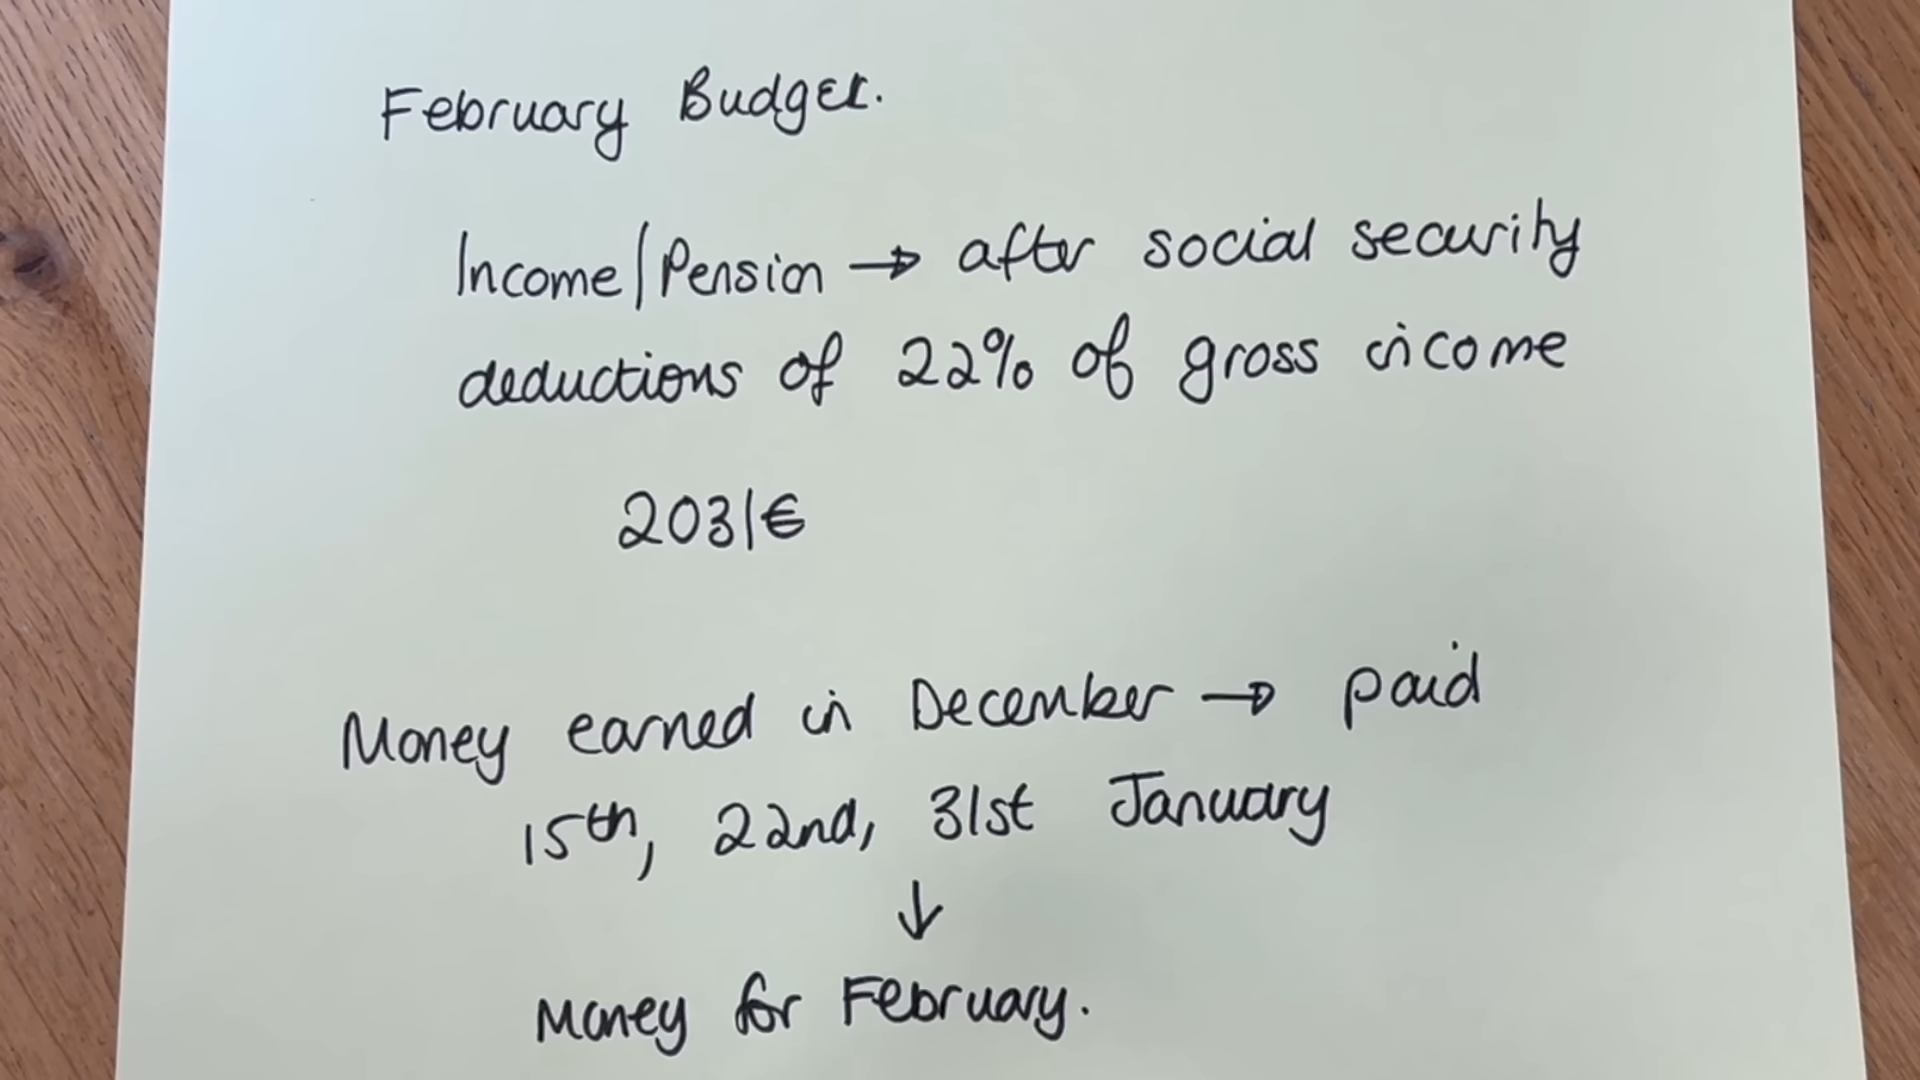 February Budget.
Income/Pension → after social security
deductions of 22% of gross income
2031€
Money earned in December → paid
15th, 22nd, 31st January
↓
Money for February.